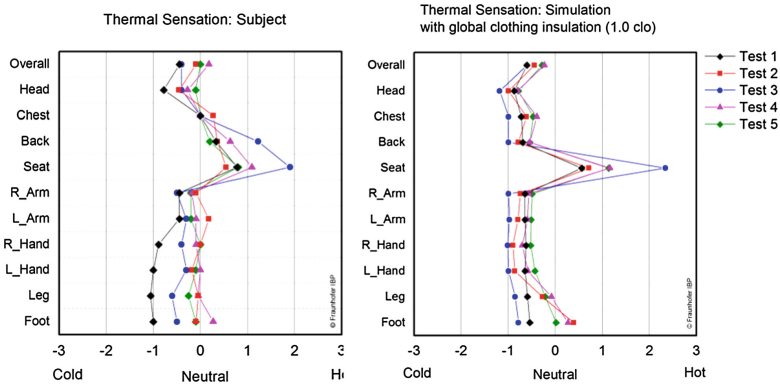 Thermal Sensation: Subject
Overall
Head
Chest
Back
Seat
R_Arm
L_Arm
R_Hand
L_Hand
Leg
Foot
-3 -2 -1 0 1 2 3
Cold Neutral Ho
© Fraunhofer IBP
Thermal Sensation: Simulation
with global clothing insulation (1.0 clo)
Overall
Head
Chest
Back
Seat
R_Arm
L_Arm
R_Hand
L_Hand
Leg
Foot
-3 -2 -1 0 1 2 3
Cold Neutral Hot
© Fraunhofer IBP
Test 1
Test 2
Test 3
Test 4
Test 5